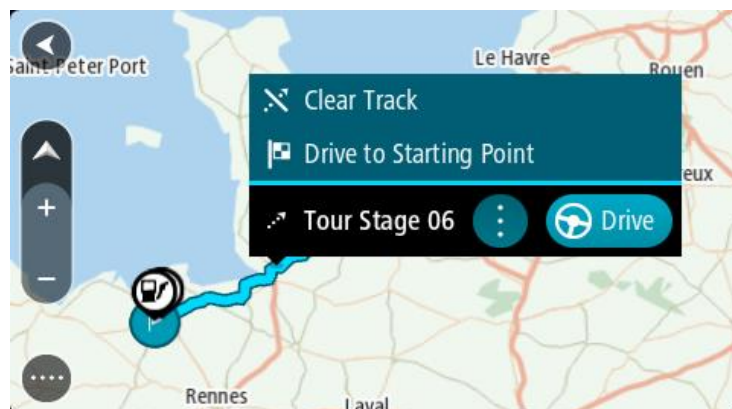 Saint Peter Port
Le Havre
Rouen
Clear Track
Drive to Starting Point
eux
+
Tour Stage 06
Drive
−
Rennes
Laval